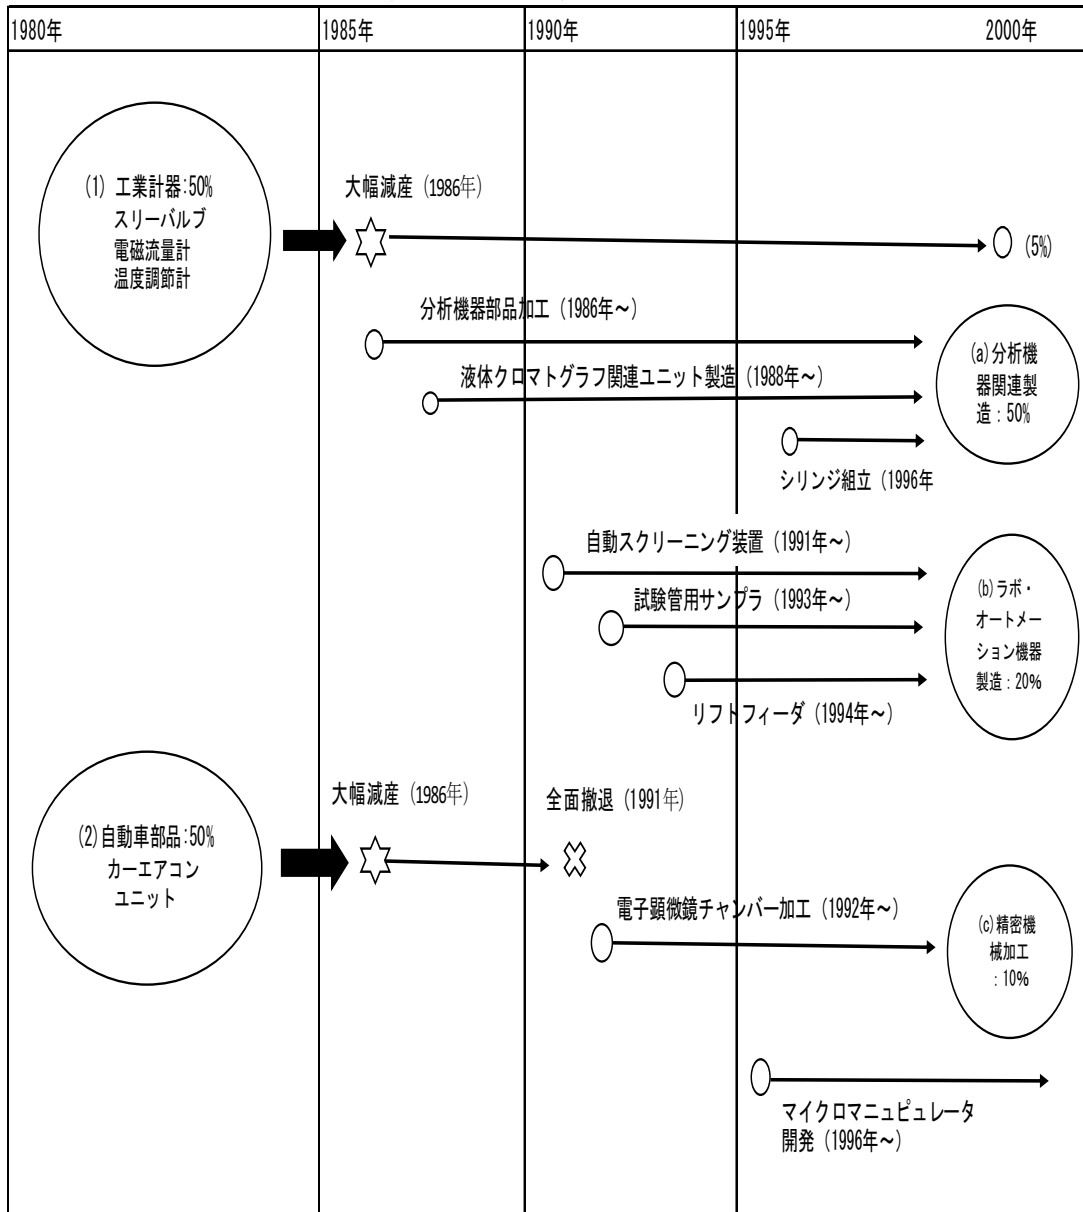 1980年
1985年
1990年
1995年
2000年
(1) 工業計器:50%
スリーバルブ
電磁流量計
温度調節計
大幅減産 (1986年)
(5%)
分析機器部品加工 (1986年～)
液体クロマトグラフ関連ユニット製造 (1988年～)
(a)分析機
器関連製
造：50%
シリンジ組立 (1996年
自動スクリーニング装置 (1991年～)
試験管用サンプラ (1993年～)
リフトフィーダ (1994年～)
(b)ラボ・
オートメー
ション機器
製造：20%
(2)自動車部品:50%
カーエアコン
ユニット
大幅減産 (1986年)
全面撤退 (1991年)
電子顕微鏡チャンバー加工 (1992年～)
(c)精密機
械加工
：10%
マイクロマニュピュレータ
開発 (1996年～)